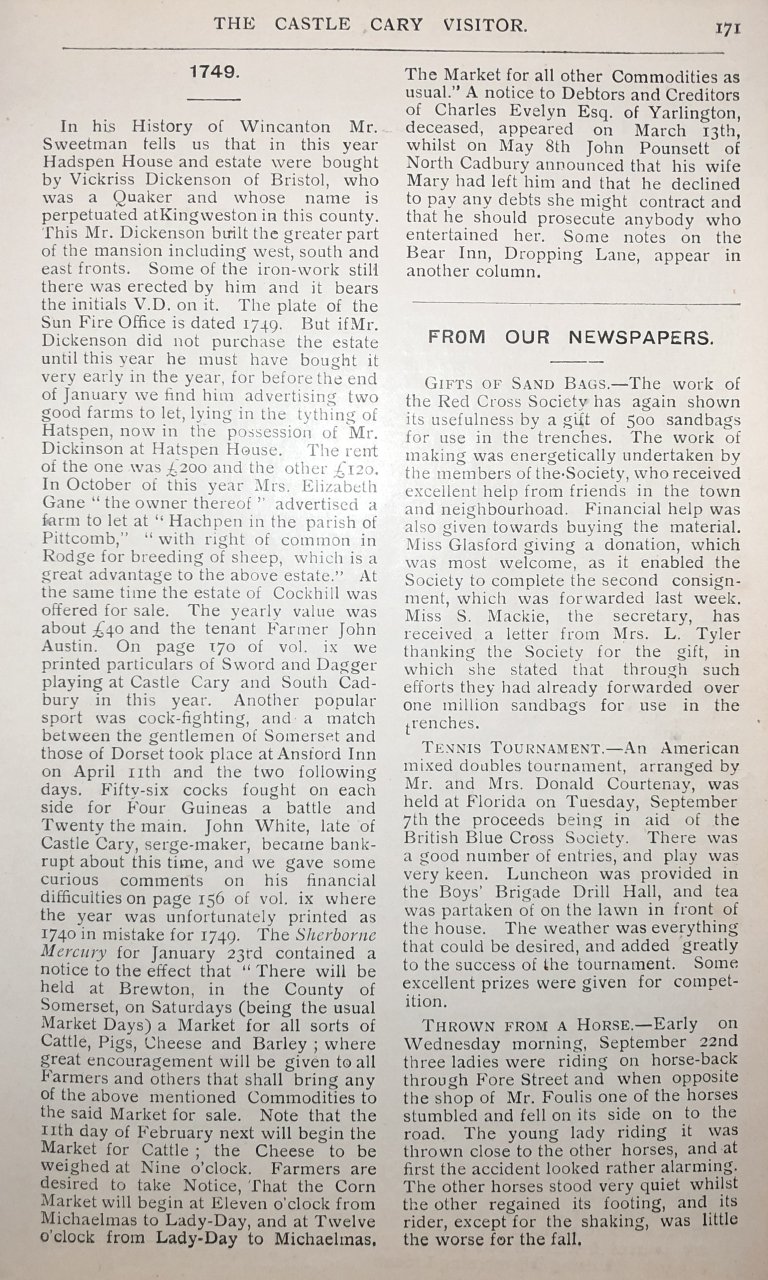 THE CASTLE CARY VISITOR.
171
1749.
In his History of Wincanton Mr.
Sweetman tells us that in this year
Hadspen House and estate were bought
by Vickriss Dickenson of Bristol, who
was a Quaker and whose name is
perpetuated atKingweston in this county.
This Mr. Dickenson built the greater part
of the mansion including west, south and
east fronts. Some of the iron-work still
there was erected by him and it bears
the initials V.D. on it. The plate of the
Sun Fire Office is dated 1749. But ifMr.
Dickenson did not purchase the estate
until this year he must have bought it
very early in the year, for before the end
of January we find him advertising two
good farms to let, lying in the tything of
Hatspen, now in the possession of Mr.
Dickinson at Hatspen House. The rent
of the one was £200 and the other £120.
In October of this year Mrs. Elizabeth
Gane “ the owner thereof ” advertised a
farm to let at “ Hachpen in the parish of
Pittcomb,” “ with right of common in
Rodge for breeding of sheep, which is a
great advantage to the above estate.” At
the same time the estate of Cockhill was
offered for sale. The yearly value was
about £40 and the tenant Farmer John
Austin. On page 170 of vol. ix we
printed particulars of Sword and Dagger
playing at Castle Cary and South Cad-
bury in this year. Another popular
sport was cock-fighting, and a match
between the gentlemen of Somerset and
those of Dorset took place at Ansford Inn
on April 11th and the two following
days. Fifty-six cocks fought on each
side for Four Guineas a battle and
Twenty the main. John White, late of
Castle Cary, serge-maker, became bank-
rupt about this time, and we gave some
curious comments on his financial
difficulties on page 156 of vol. ix where
the year was unfortunately printed as
1740 in mistake for 1749. The Sherborne
Mercury for January 23rd contained a
notice to the effect that “ There will be
held at Brewton, in the County of
Somerset, on Saturdays (being the usual
Market Days) a Market for all sorts of
Cattle, Pigs, Cheese and Barley ; where
great encouragement will be given to all
Farmers and others that shall bring any
of the above mentioned Commodities to
the said Market for sale. Note that the
11th day of February next will begin the
Market for Cattle ; the Cheese to be
weighed at Nine o’clock. Farmers are
desired to take Notice, That the Corn
Market will begin at Eleven o’clock from
Michaelmas to Lady-Day, and at Twelve
o’clock from Lady-Day to Michaelmas.
The Market for all other Commodities as
usual.” A notice to Debtors and Creditors
of Charles Evelyn Esq. of Yarlington,
deceased, appeared on March 13th,
whilst on May 8th John Pounsett of
North Cadbury announced that his wife
Mary had left him and that he declined
to pay any debts she might contract and
that he should prosecute anybody who
entertained her. Some notes on the
Bear Inn, Dropping Lane, appear in
another column.
FROM OUR NEWSPAPERS.
GIFTS OF SAND BAGS.—The work of
the Red Cross Society has again shown
its usefulness by a gift of 500 sandbags
for use in the trenches. The work of
making was energetically undertaken by
the members of the Society, who received
excellent help from friends in the town
and neighbourhoad. Financial help was
also given towards buying the material.
Miss Glasford giving a donation, which
was most welcome, as it enabled the
Society to complete the second consign-
ment, which was forwarded last week.
Miss S. Mackie, the secretary, has
received a letter from Mrs. L. Tyler
thanking the Society for the gift, in
which she stated that through such
efforts they had already forwarded over
one million sandbags for use in the
trenches.
TENNIS TOURNAMENT.—An American
mixed doubles tournament, arranged by
Mr. and Mrs. Donald Courtenay, was
held at Florida on Tuesday, September
7th the proceeds being in aid of the
British Blue Cross Society. There was
a good number of entries, and play was
very keen. Luncheon was provided in
the Boys’ Brigade Drill Hall, and tea
was partaken of on the lawn in front of
the house. The weather was everything
that could be desired, and added greatly
to the success of the tournament. Some
excellent prizes were given for compet-
ition.
THROWN FROM A HORSE.—Early on
Wednesday morning, September 22nd
three ladies were riding on horse-back
through Fore Street and when opposite
the shop of Mr. Foulis one of the horses
stumbled and fell on its side on to the
road. The young lady riding it was
thrown close to the other horses, and at
first the accident looked rather alarming.
The other horses stood very quiet whilst
the other regained its footing, and its
rider, except for the shaking, was little
the worse for the fall.